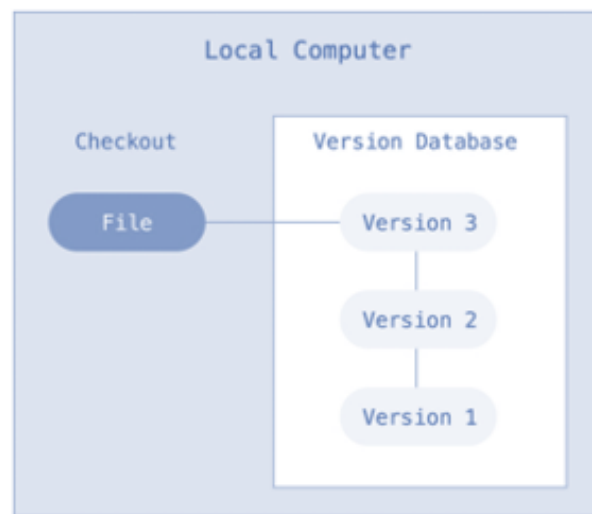 Local Computer
Checkout
Version Database
File
Version 3
Version 2
Version 1